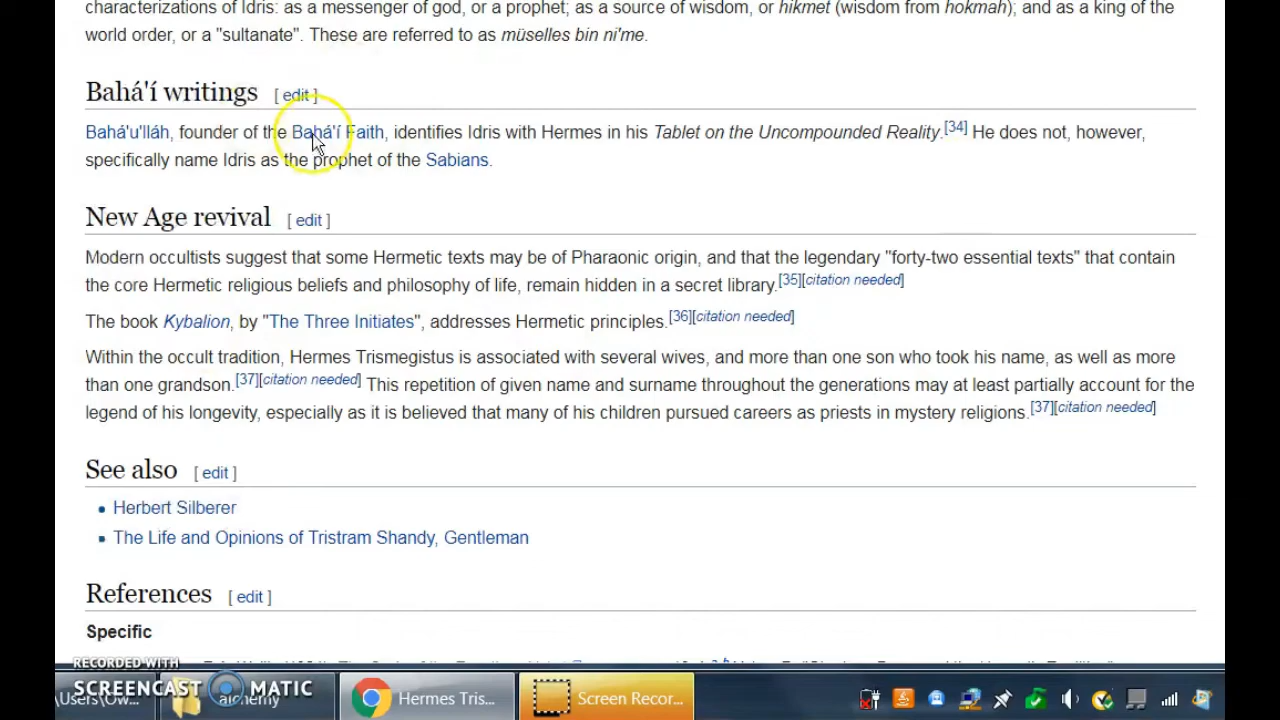 characterizations of Idris: as a messenger of god, or a prophet; as a source of wisdom, or hikmet (wisdom from hokmah); and as a king of the
world order, or a "sultanate". These are referred to as müselles bin ni'me.
Bahá'í writings [ edit ]
Bahá'u'lláh, founder of the Bahá'í Faith, identifies Idris with Hermes in his Tablet on the Uncompounded Reality.[34] He does not, however,
specifically name Idris as the prophet of the Sabians.
New Age revival [ edit ]
Modern occultists suggest that some Hermetic texts may be of Pharaonic origin, and that the legendary "forty-two essential texts" that contain
the core Hermetic religious beliefs and philosophy of life, remain hidden in a secret library.[35][citation needed]
The book Kybalion, by "The Three Initiates", addresses Hermetic principles.[36][citation needed]
Within the occult tradition, Hermes Trismegistus is associated with several wives, and more than one son who took his name, as well as more
than one grandson.[37][citation needed] This repetition of given name and surname throughout the generations may at least partially account for the
legend of his longevity, especially as it is believed that many of his children pursued careers as priests in mystery religions.[37][citation needed]
See also [ edit ]
• Herbert Silberer
• The Life and Opinions of Tristram Shandy, Gentleman
References [ edit ]
Specific
RECORDED WITH
SCREENCAST MATIC
\Users\Ow... alchemy Hermes Tris... Screen Recor...